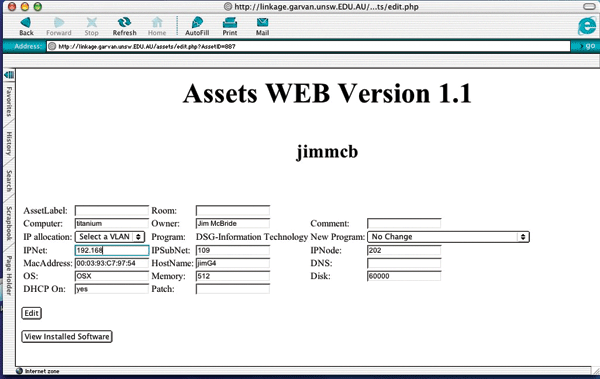 http://linkage.garvan.unsw.EDU.AU/...ts/edit.php
Back Forward Stop Refresh Home AutoFill Print Mail
Address: http://linkage.garvan.unsw.EDU.AU/assets/edit.php?AssetID=887 go
Favorites
History
Search
Scrapbook
Page Holder
Assets WEB Version 1.1
jimmcb
AssetLabel: Room:
Computer: titanium Owner: Jim McBride Comment:
IP allocation: Select a VLAN Program: DSG-Information Technology New Program: No Change
IPNet: 192.168 IPSubNet: 109 IPNode: 202
MacAddress: 00:03:93:C7:97:54 HostName: jimG4 DNS:
OS: OSX Memory: 512 Disk: 60000
DHCP On: yes Patch:
Edit
View Installed Software
Internet zone